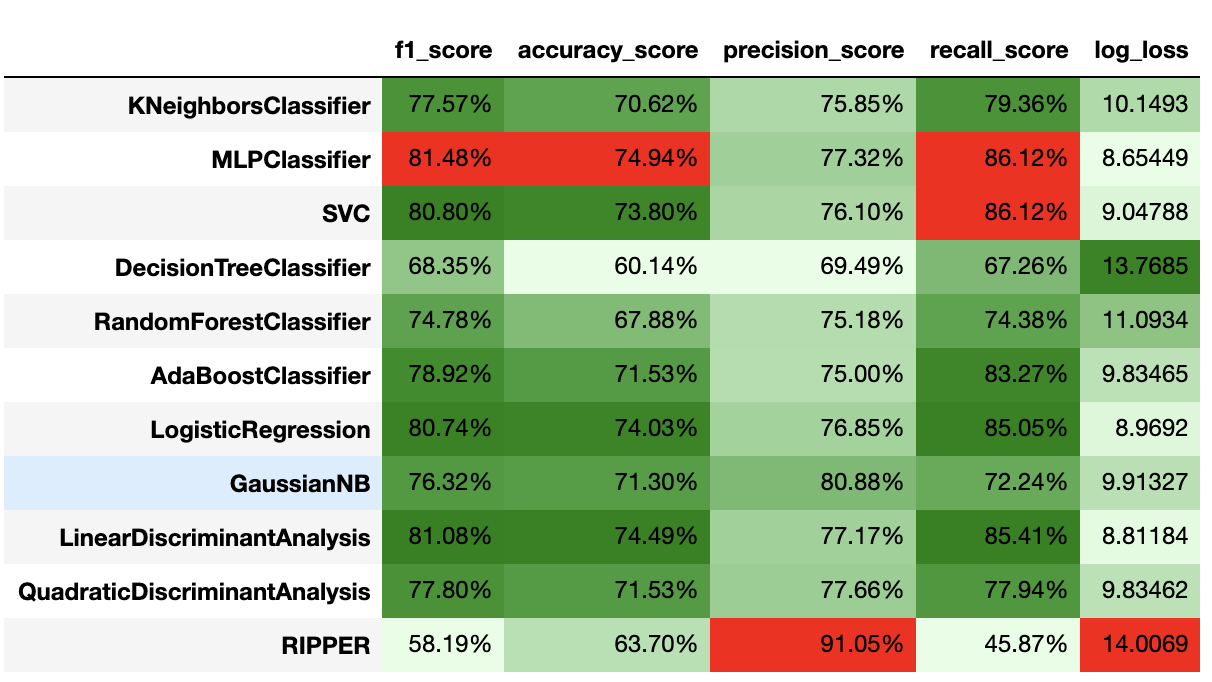 f1_score accuracy_score precision_score recall_score log_loss
KNeighborsClassifier 77.57% 70.62% 75.85% 79.36% 10.1493
MLPClassifier 81.48% 74.94% 77.32% 86.12% 8.65449
SVC 80.80% 73.80% 76.10% 86.12% 9.04788
DecisionTreeClassifier 68.35% 60.14% 69.49% 67.26% 13.7685
RandomForestClassifier 74.78% 67.88% 75.18% 74.38% 11.0934
AdaBoostClassifier 78.92% 71.53% 75.00% 83.27% 9.83465
LogisticRegression 80.74% 74.03% 76.85% 85.05% 8.9692
GaussianNB 76.32% 71.30% 80.88% 72.24% 9.91327
LinearDiscriminantAnalysis 81.08% 74.49% 77.17% 85.41% 8.81184
QuadraticDiscriminantAnalysis 77.80% 71.53% 77.66% 77.94% 9.83462
RIPPER 58.19% 63.70% 91.05% 45.87% 14.0069